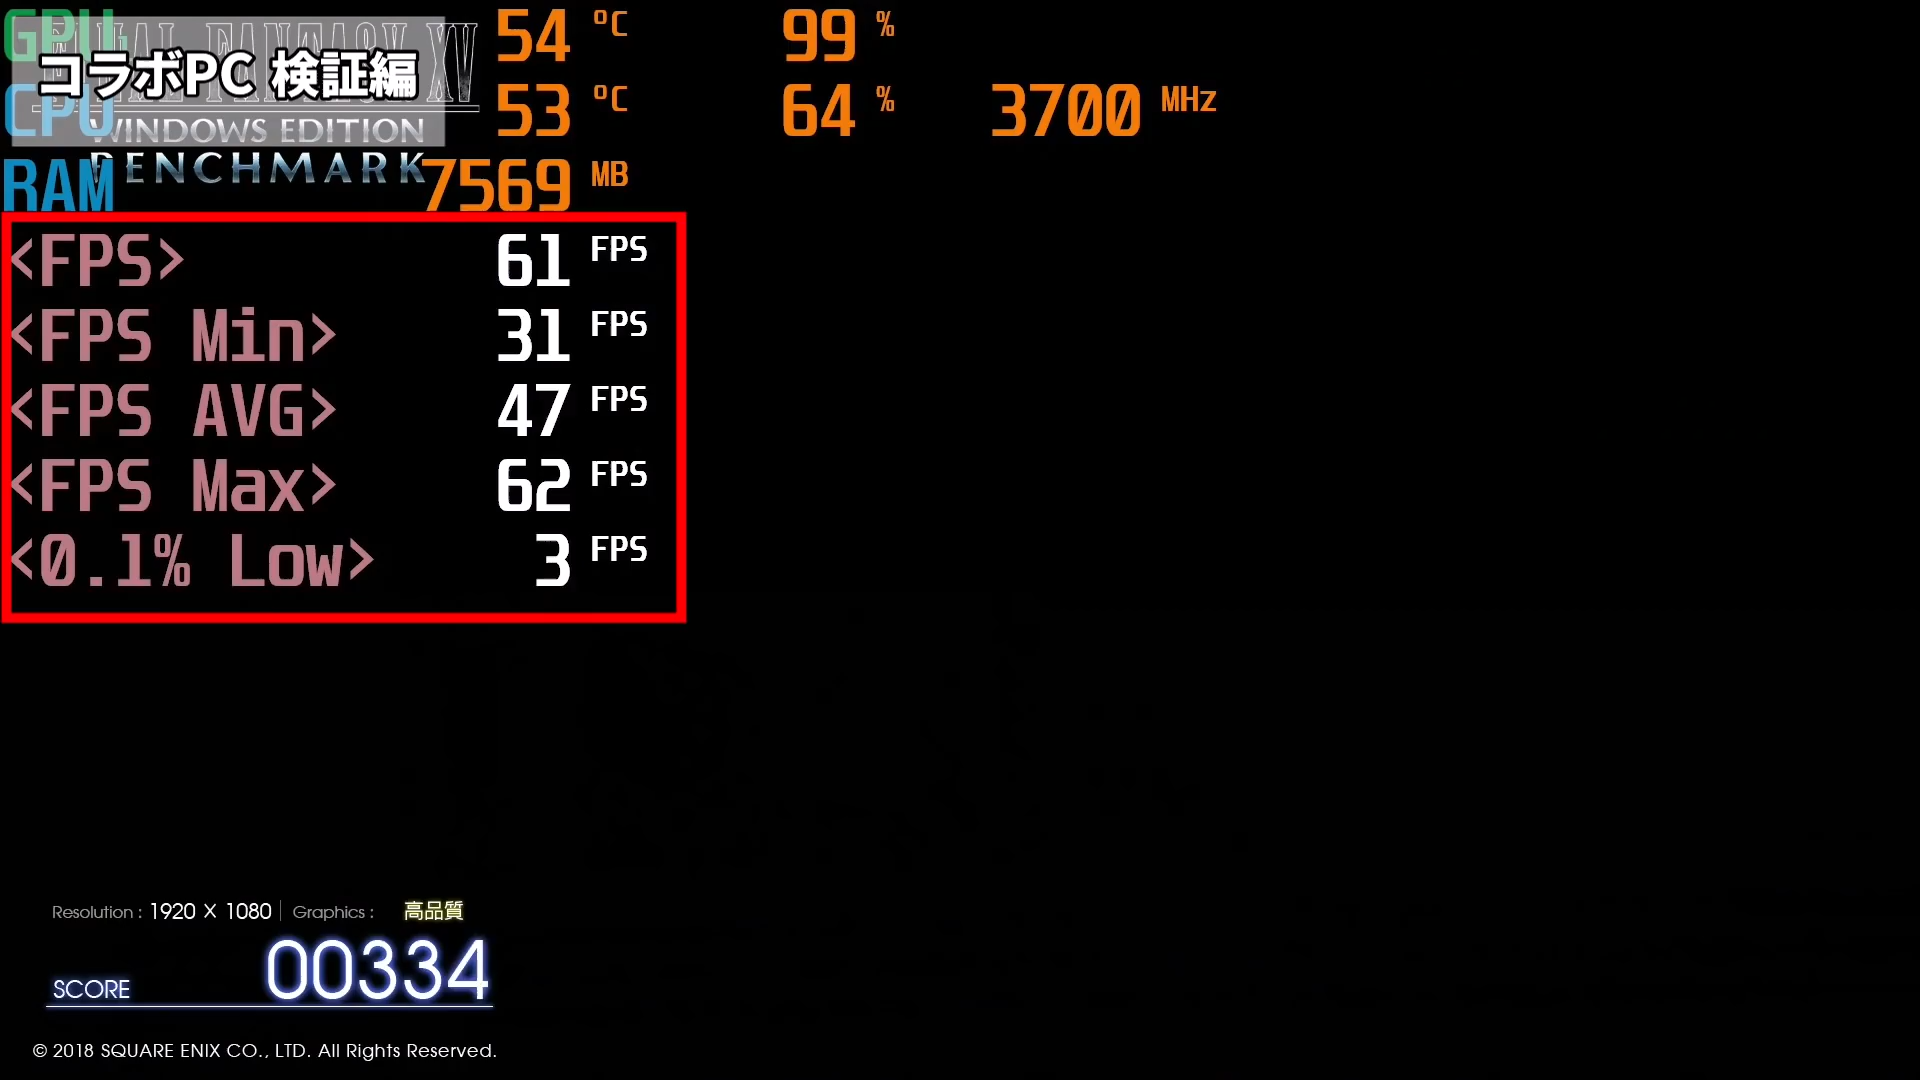 GPU 54 °C 99 %
FINAL FANTASY XV
コラボPC 検証編
CPU 53 °C 64 % 3700 MHz
WINDOWS EDITION
BENCHMARK
RAM 7569 MB
<FPS> 61 FPS
<FPS Min> 31 FPS
<FPS AVG> 47 FPS
<FPS Max> 62 FPS
<0.1% Low> 3 FPS
Resolution : 1920 X 1080 | Graphics : 高品質
SCORE 00334
© 2018 SQUARE ENIX CO., LTD. All Rights Reserved.